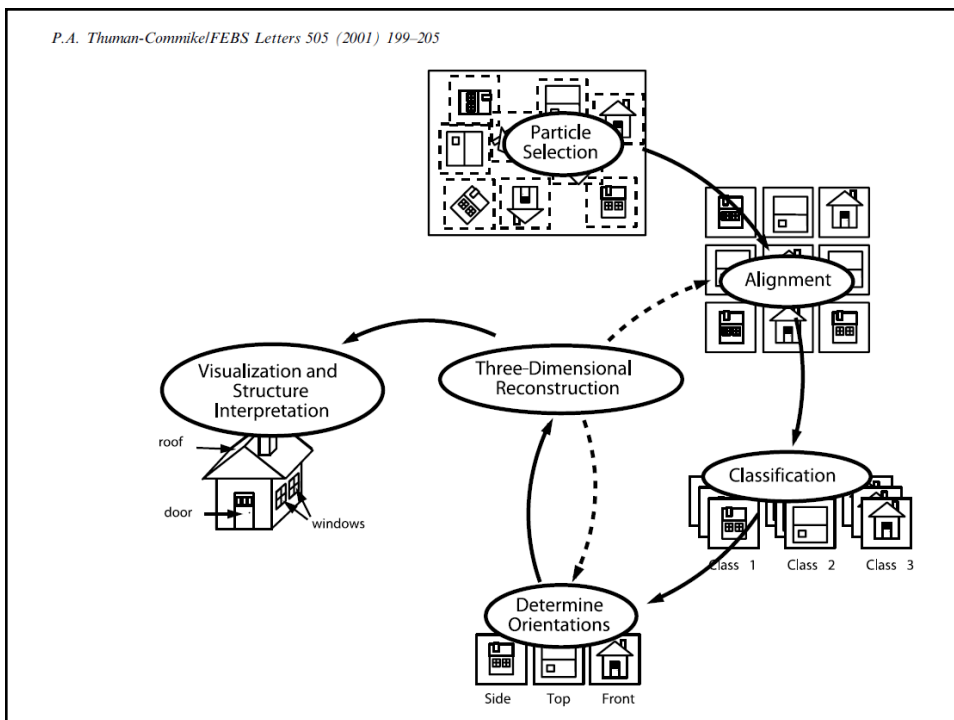 P.A. Thuman-Commike/FEBS Letters 505 (2001) 199–205
Particle
Selection
Alignment
Three-Dimensional
Reconstruction
Visualization and
Structure
Interpretation
roof
door
windows
Classification
Class 1
Class 2
Class 3
Determine
Orientations
Side
Top
Front